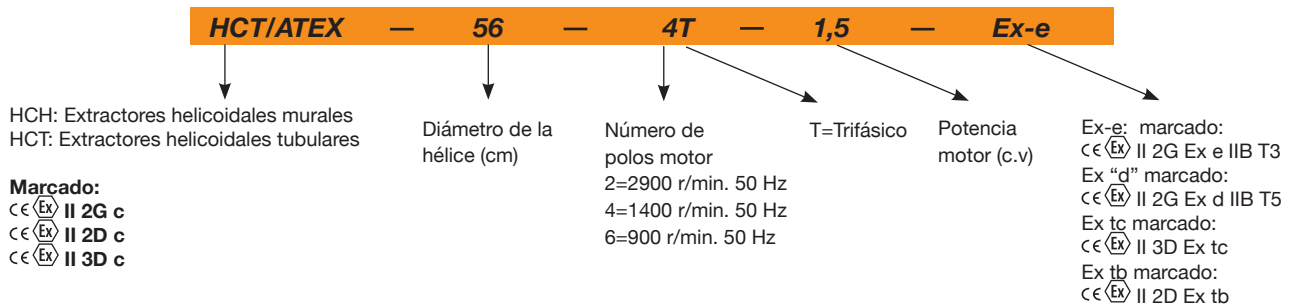 HCT/ATEX — 56 — 4T — 1,5 — Ex-e
HCH: Extractores helicoidales murales
HCT: Extractores helicoidales tubulares
Marcado:
CE Ex II 2G c
CE Ex II 2D c
CE Ex II 3D c
Diámetro de la
hélice (cm)
Número de
polos motor
2=2900 r/min. 50 Hz
4=1400 r/min. 50 Hz
6=900 r/min. 50 Hz
T=Trifásico
Potencia
motor (c.v)
Ex-e: marcado:
CE Ex II 2G Ex e IIB T3
Ex “d” marcado:
CE Ex II 2G Ex d IIB T5
Ex tc marcado:
CE Ex II 3D Ex tc
Ex tb marcado:
CE Ex II 2D Ex tb